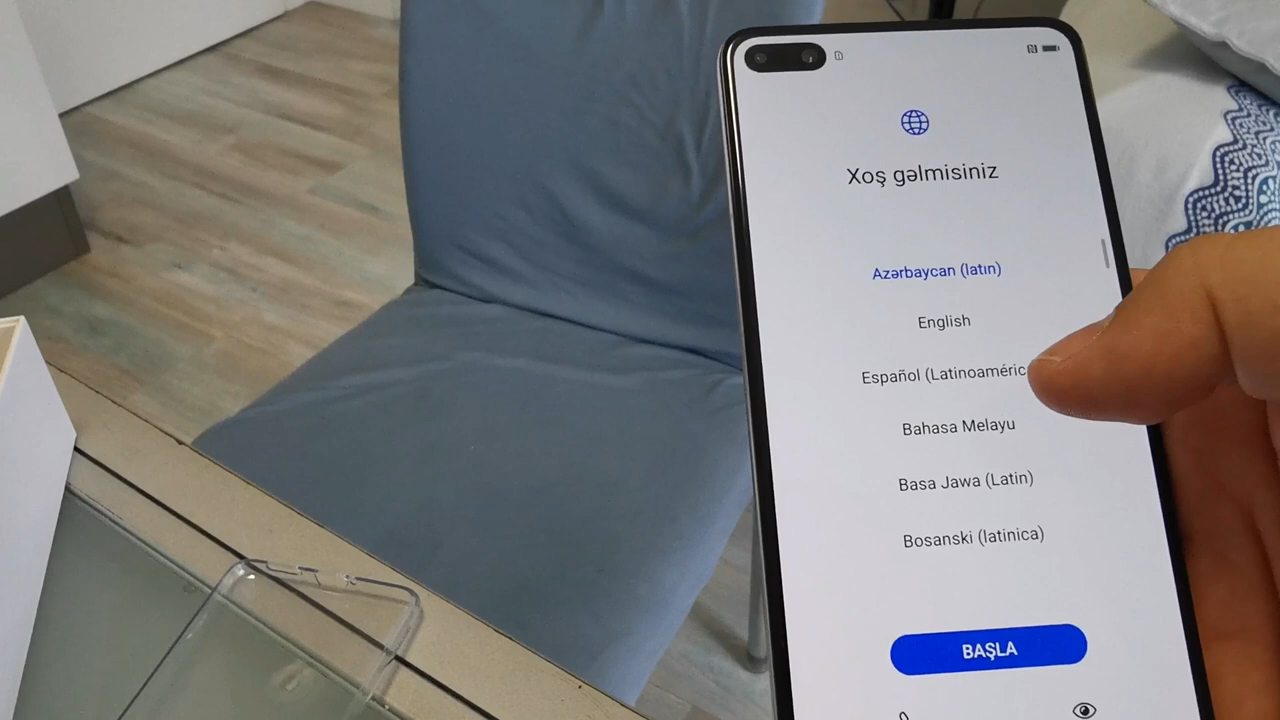 Xoş gəlmisiniz
Azərbaycan (latın)
English
Español (Latinoaméric
Bahasa Melayu
Basa Jawa (Latin)
Bosanski (latinica)
BAŞLA